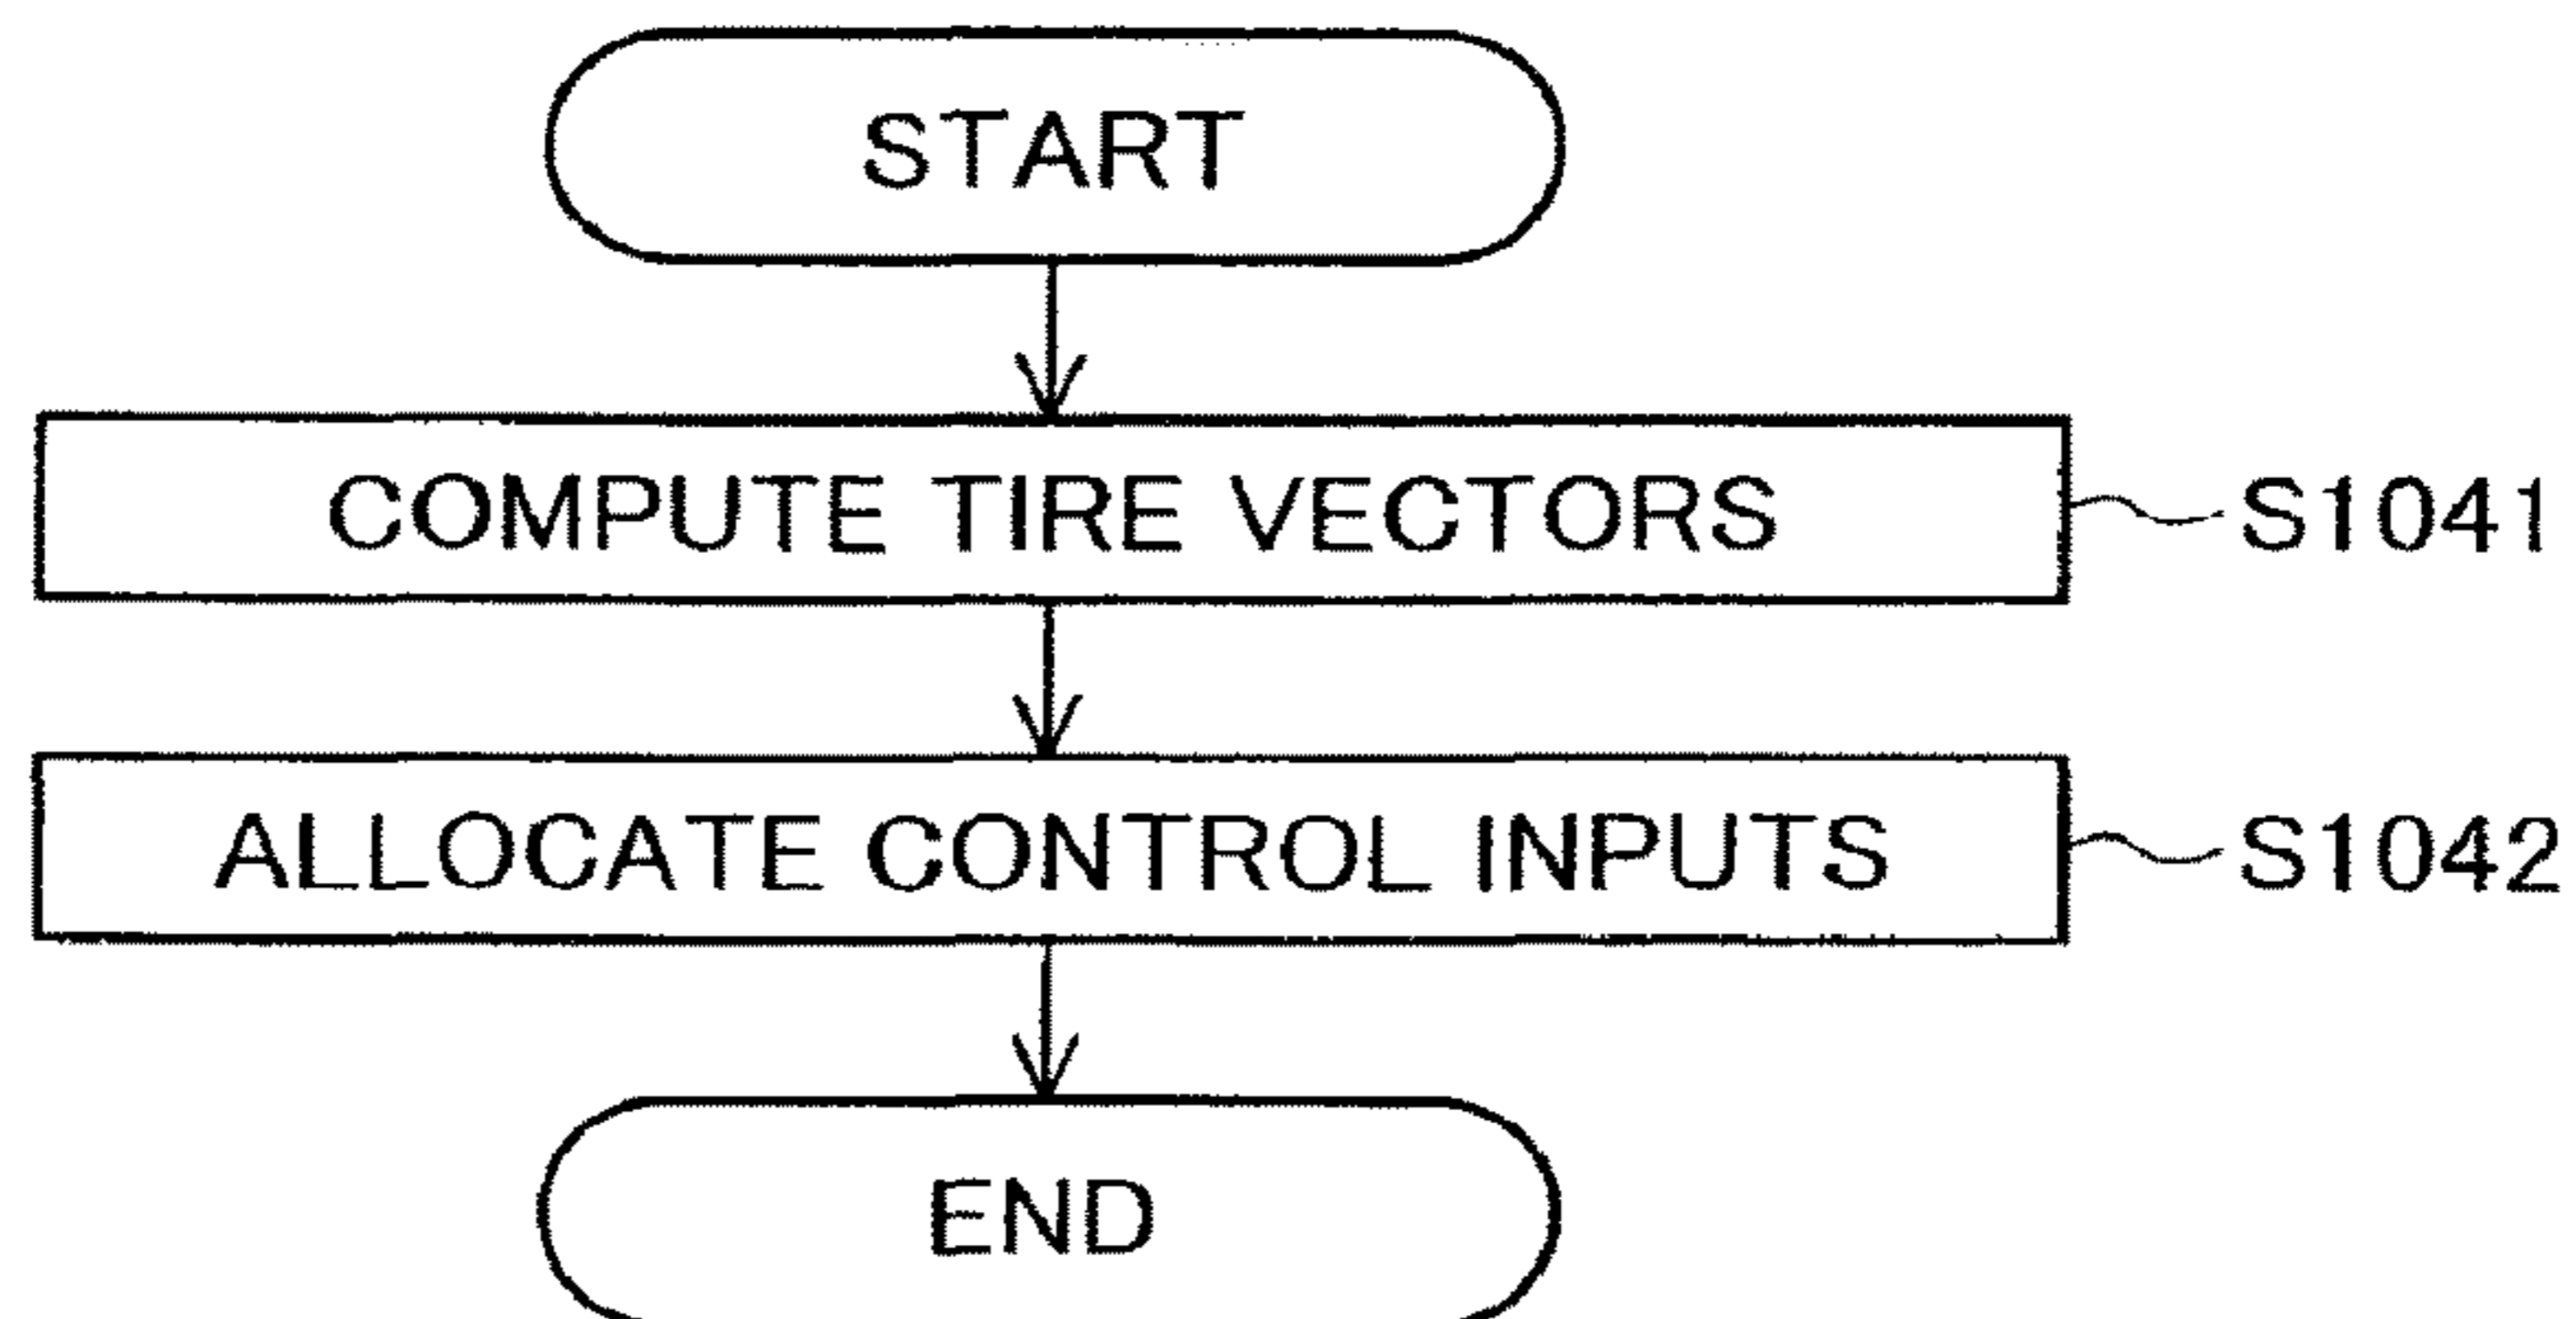 START
COMPUTE TIRE VECTORS
S1041
ALLOCATE CONTROL INPUTS
S1042
END